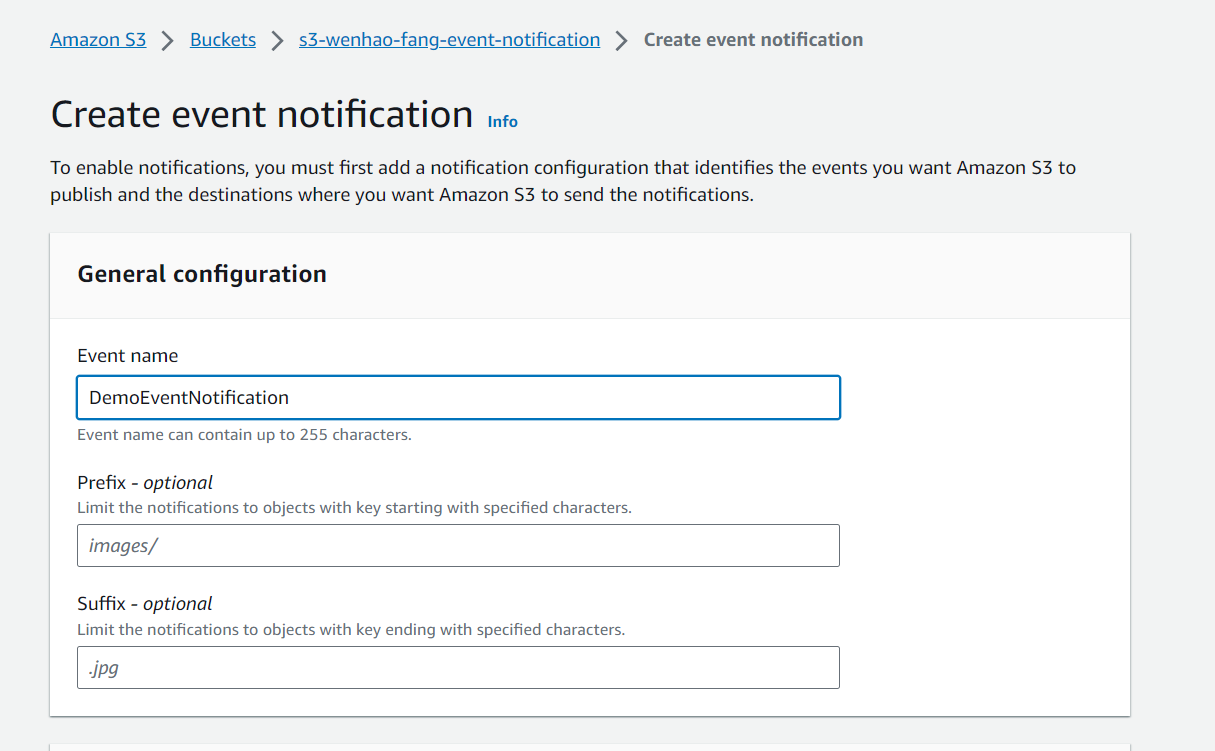 Amazon S3 > Buckets > s3-wenhao-fang-event-notification > Create event notification
Create event notification Info
To enable notifications, you must first add a notification configuration that identifies the events you want Amazon S3 to
publish and the destinations where you want Amazon S3 to send the notifications.
General configuration
Event name
DemoEventNotification
Event name can contain up to 255 characters.
Prefix - optional
Limit the notifications to objects with key starting with specified characters.
images/
Suffix - optional
Limit the notifications to objects with key ending with specified characters.
.jpg